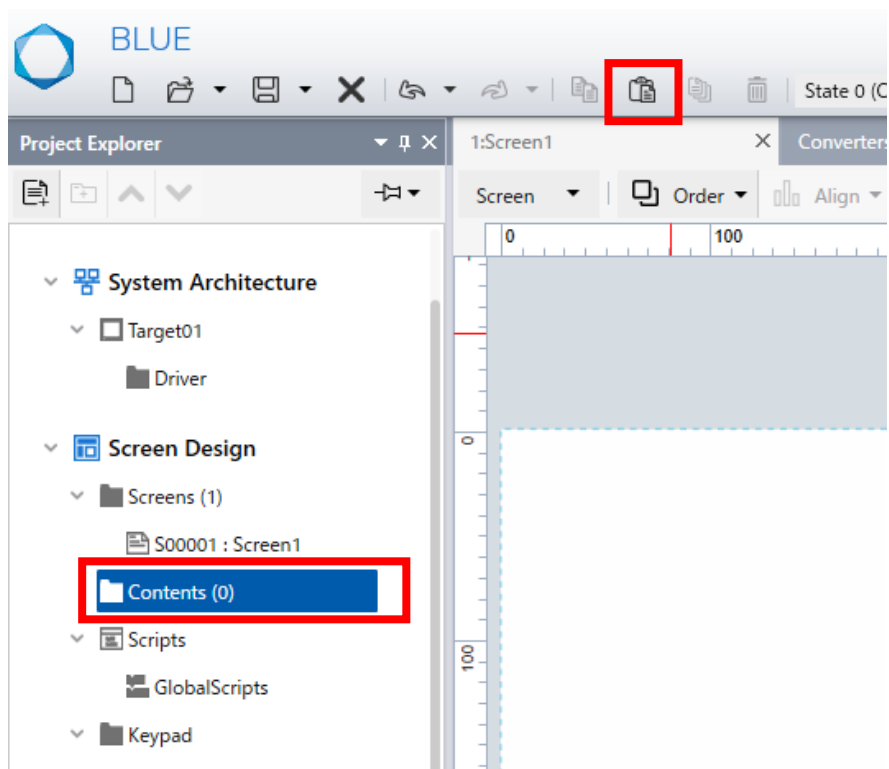 BLUE
State 0 (C
Project Explorer
1:Screen1
Converters
Screen
Order
Align
0
100
System Architecture
Target01
Driver
Screen Design
0
Screens (1)
S00001 : Screen1
Contents (0)
Scripts
100
GlobalScripts
Keypad